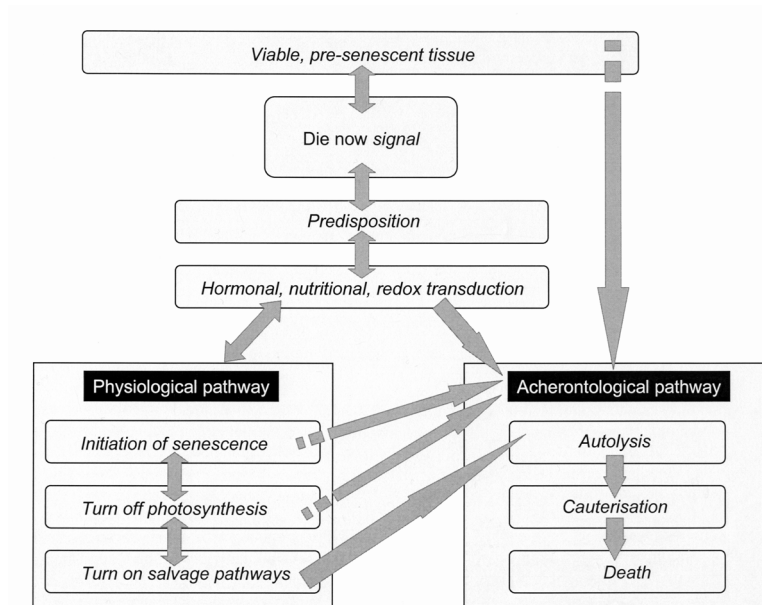 Viable, pre-senescent tissue
Die now signal
Predisposition
Hormonal, nutritional, redox transduction
Physiological pathway
Initiation of senescence
Turn off photosynthesis
Turn on salvage pathways
Acherontological pathway
Autolysis
Cauterisation
Death